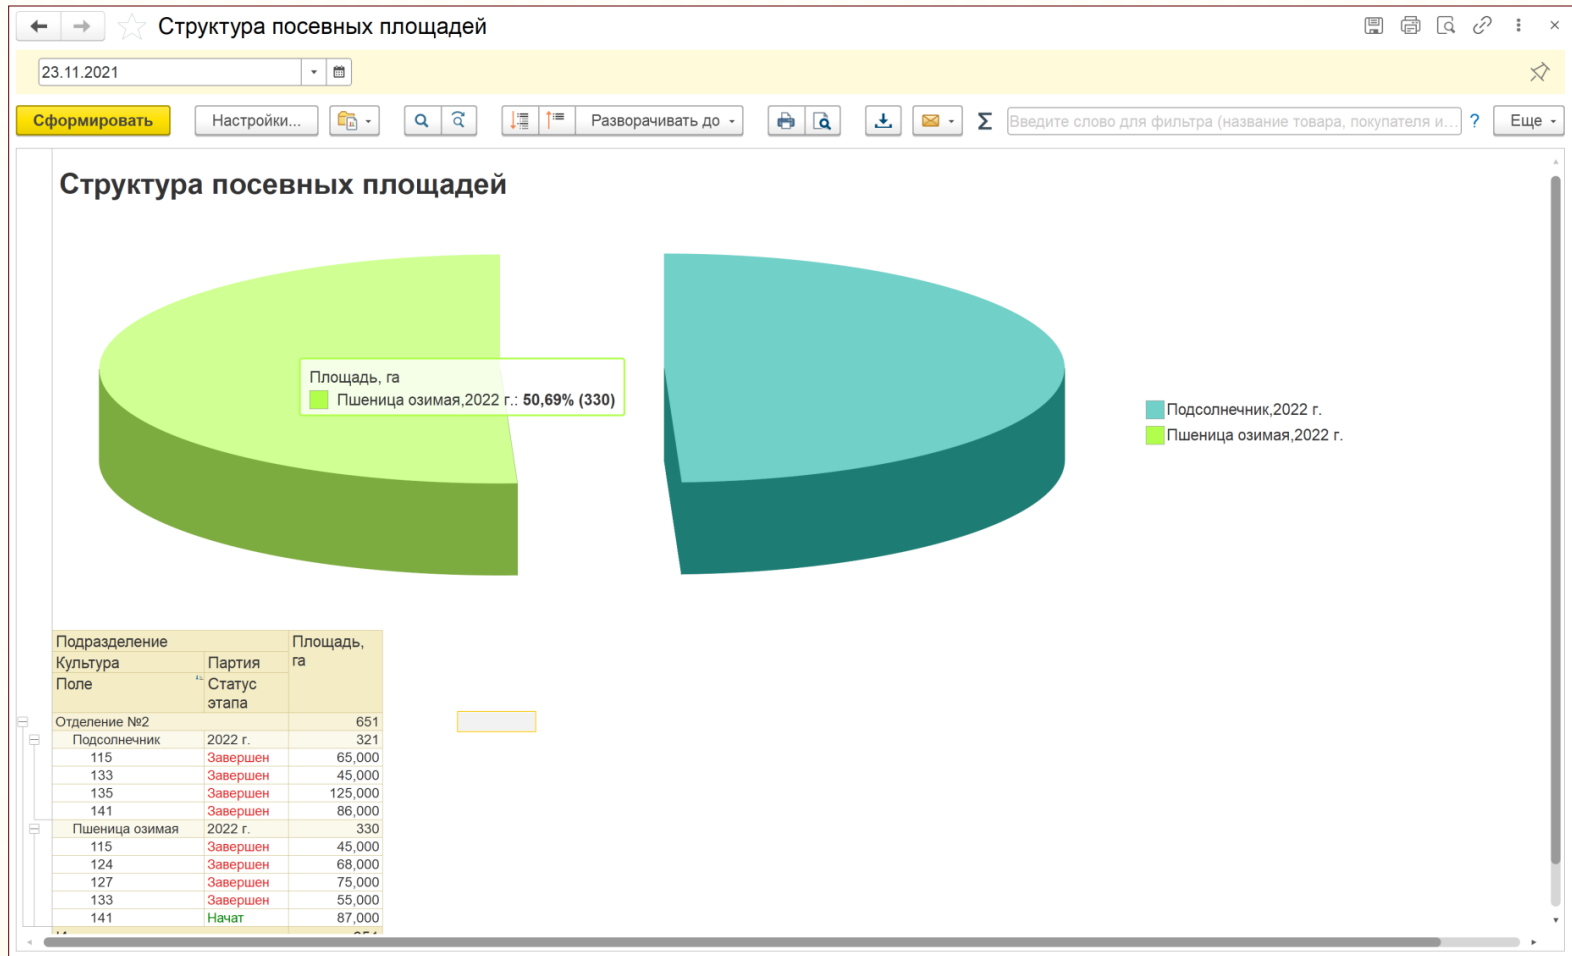 Структура посевных площадей
23.11.2021
Сформировать Настройки... Разворачивать до Σ Введите слово для фильтра (название товара, покупателя и... ? Еще
Структура посевных площадей
Площадь, га
Пшеница озимая,2022 г.: 50,69% (330)
Подсолнечник,2022 г.
Пшеница озимая,2022 г.
Подразделение Площадь,
Культура Партия га
Поле Статус
этапа
Отделение №2 651
Подсолнечник 2022 г. 321
115 Завершен 65,000
133 Завершен 45,000
135 Завершен 125,000
141 Завершен 86,000
Пшеница озимая 2022 г. 330
115 Завершен 45,000
124 Завершен 68,000
127 Завершен 75,000
133 Завершен 55,000
141 Начат 87,000